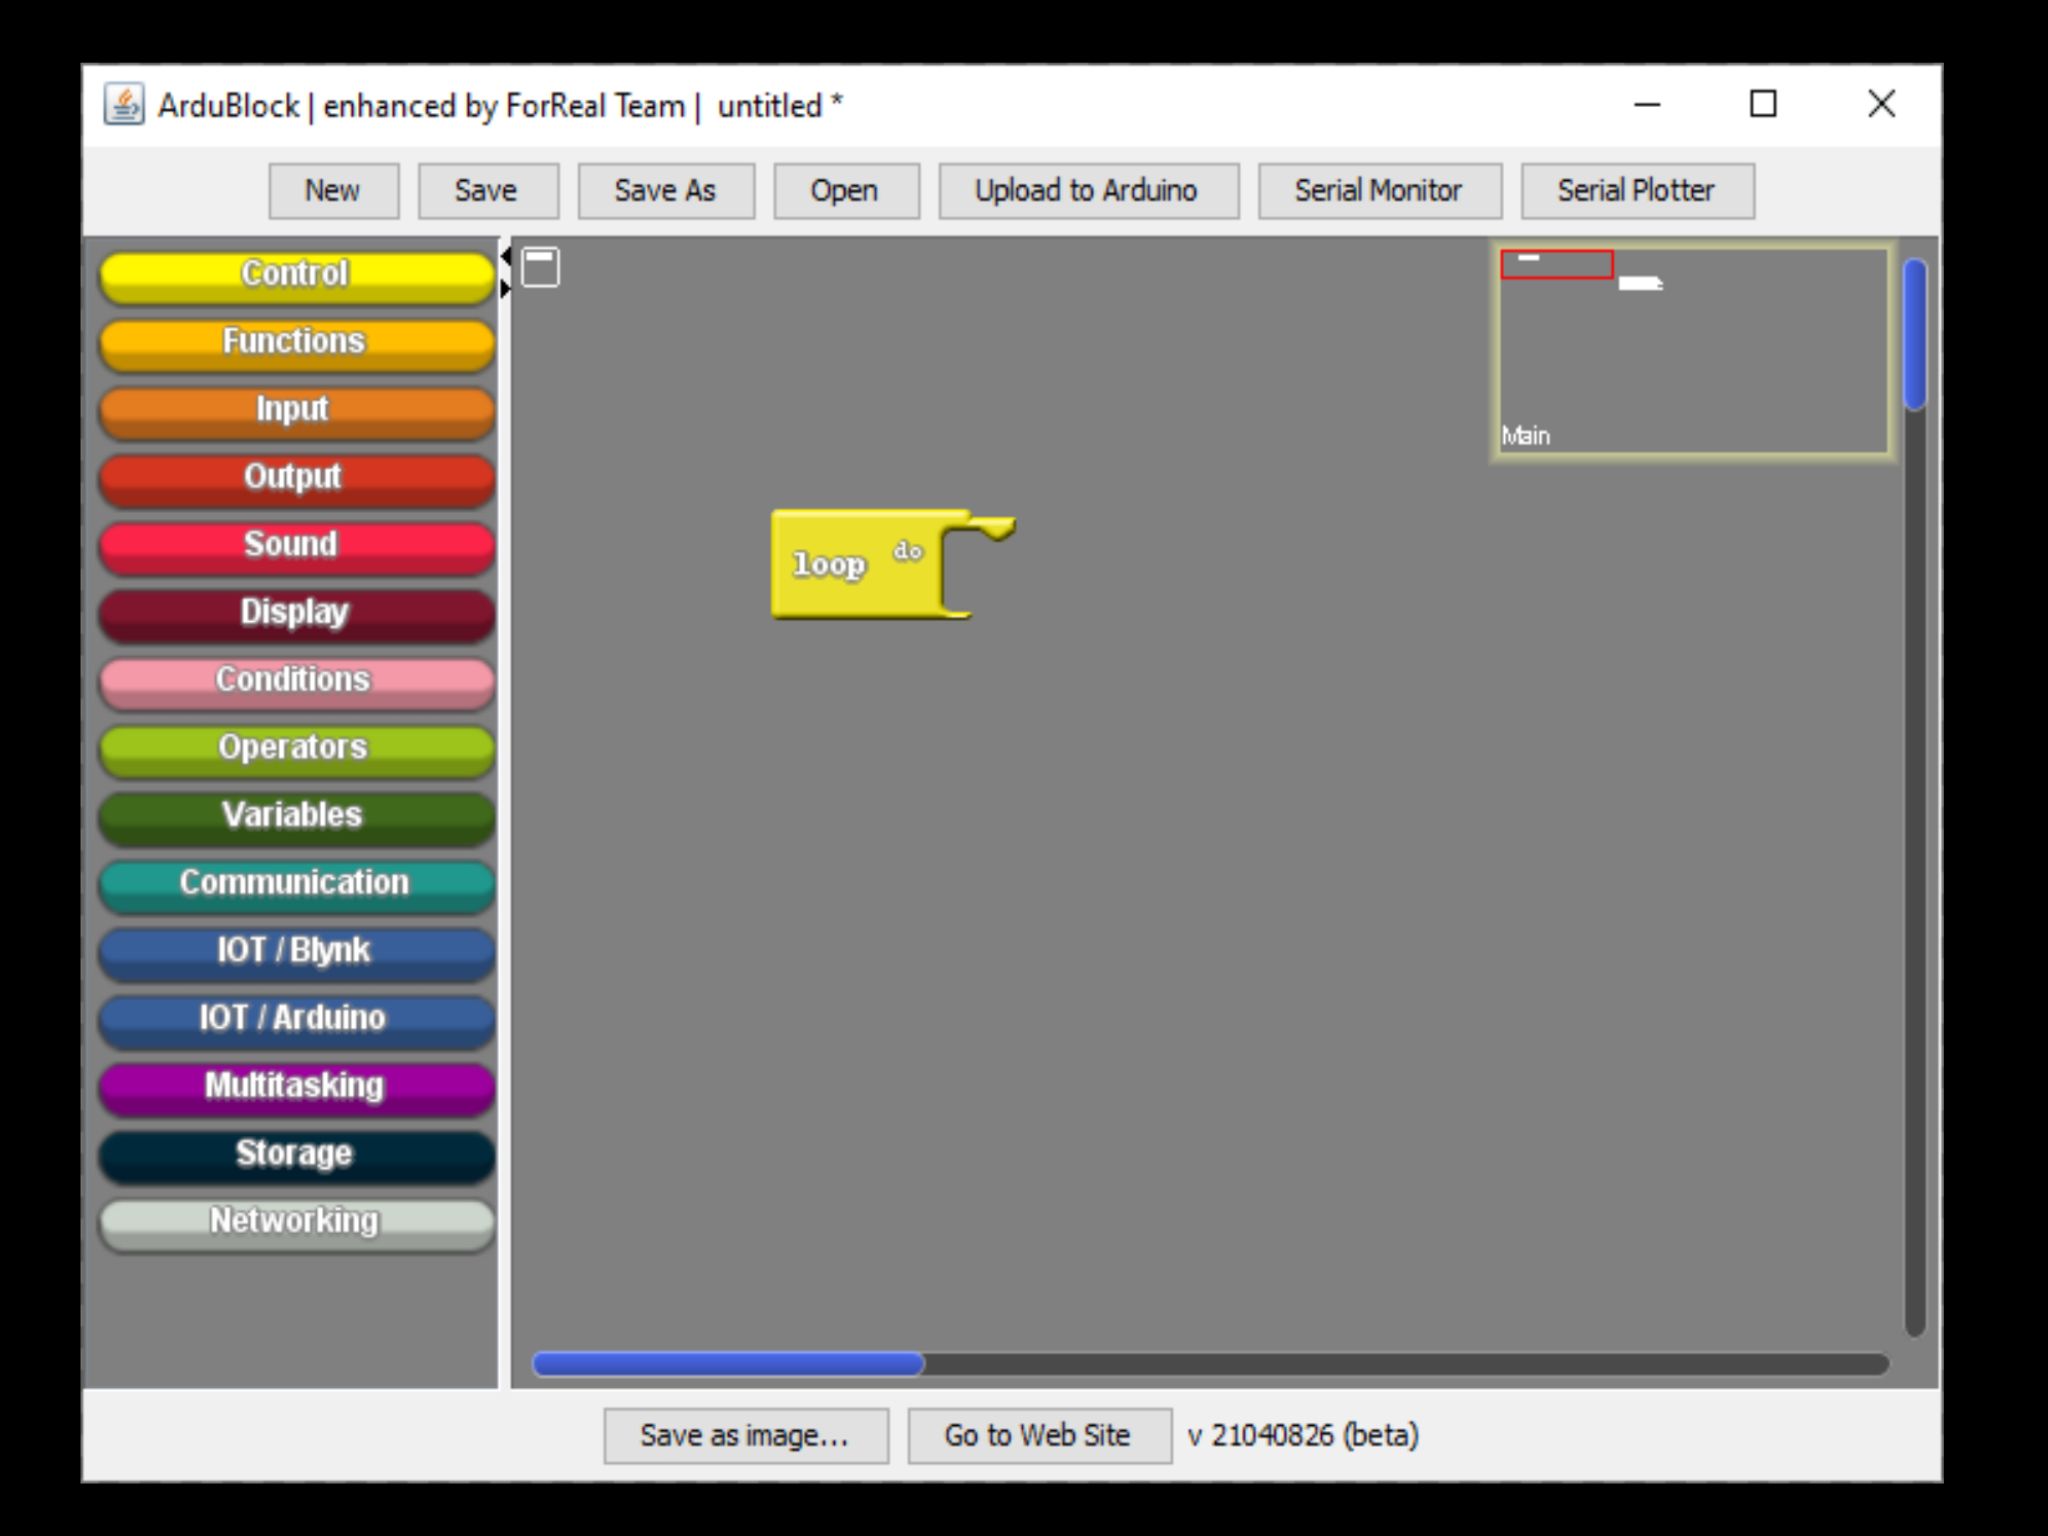 ArduBlock | enhanced by ForReal Team | untitled *
New Save Save As Open Upload to Arduino Serial Monitor Serial Plotter
Control
Functions
Input
Output
Sound
Display
Conditions
Operators
Variables
Communication
IOT / Blynk
IOT / Arduino
Multitasking
Storage
Networking
loop do
Main
Save as image... Go to Web Site v 21040826 (beta)